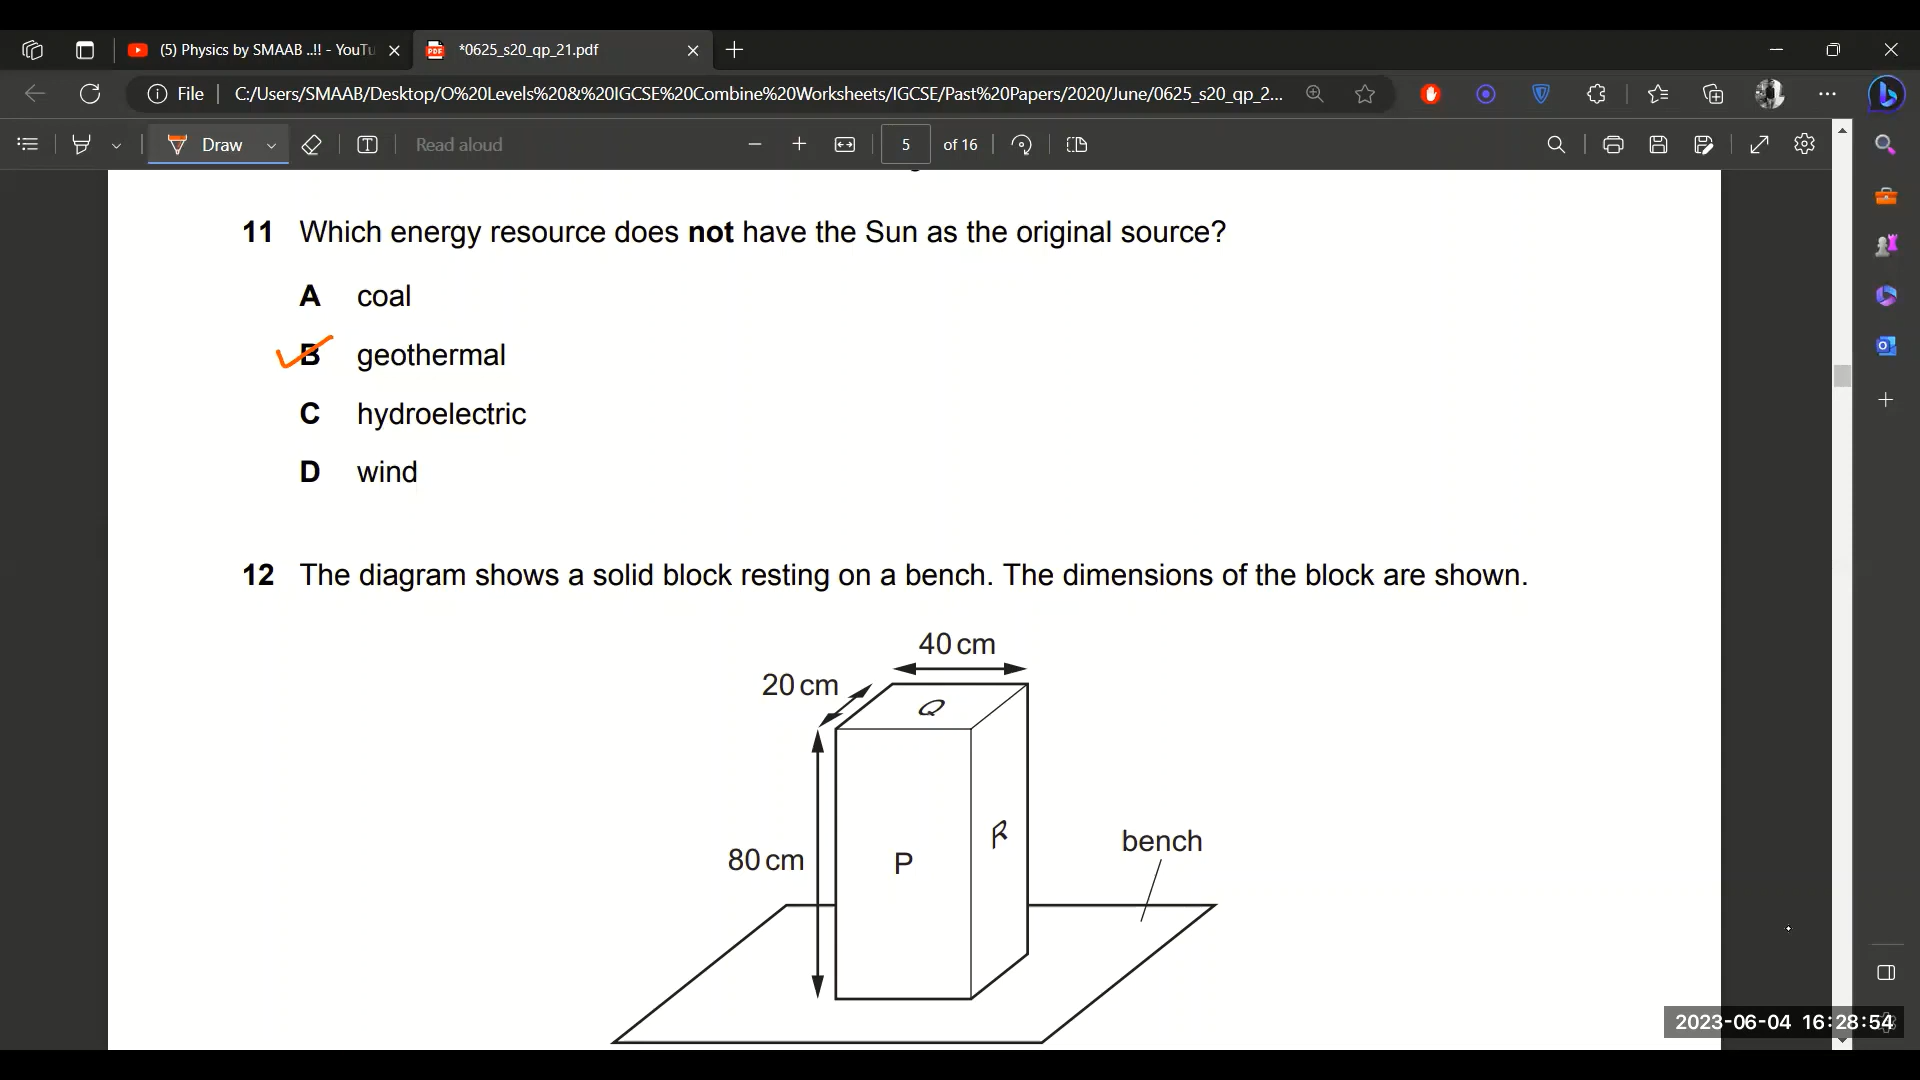 (5) Physics by SMAAB ..!! - YouTu
*0625_s20_qp_21.pdf
File
C:/Users/SMAAB/Desktop/O%20Levels%20&%20IGCSE%20Combine%20Worksheets/IGCSE/Past%20Papers/2020/June/0625_s20_qp_2...
Draw
Read aloud
5 of 16
11 Which energy resource does not have the Sun as the original source?
A coal
B geothermal
C hydroelectric
D wind
12 The diagram shows a solid block resting on a bench. The dimensions of the block are shown.
40 cm
20 cm
Q
80 cm
P
R
bench
2023-06-04 16:28:54